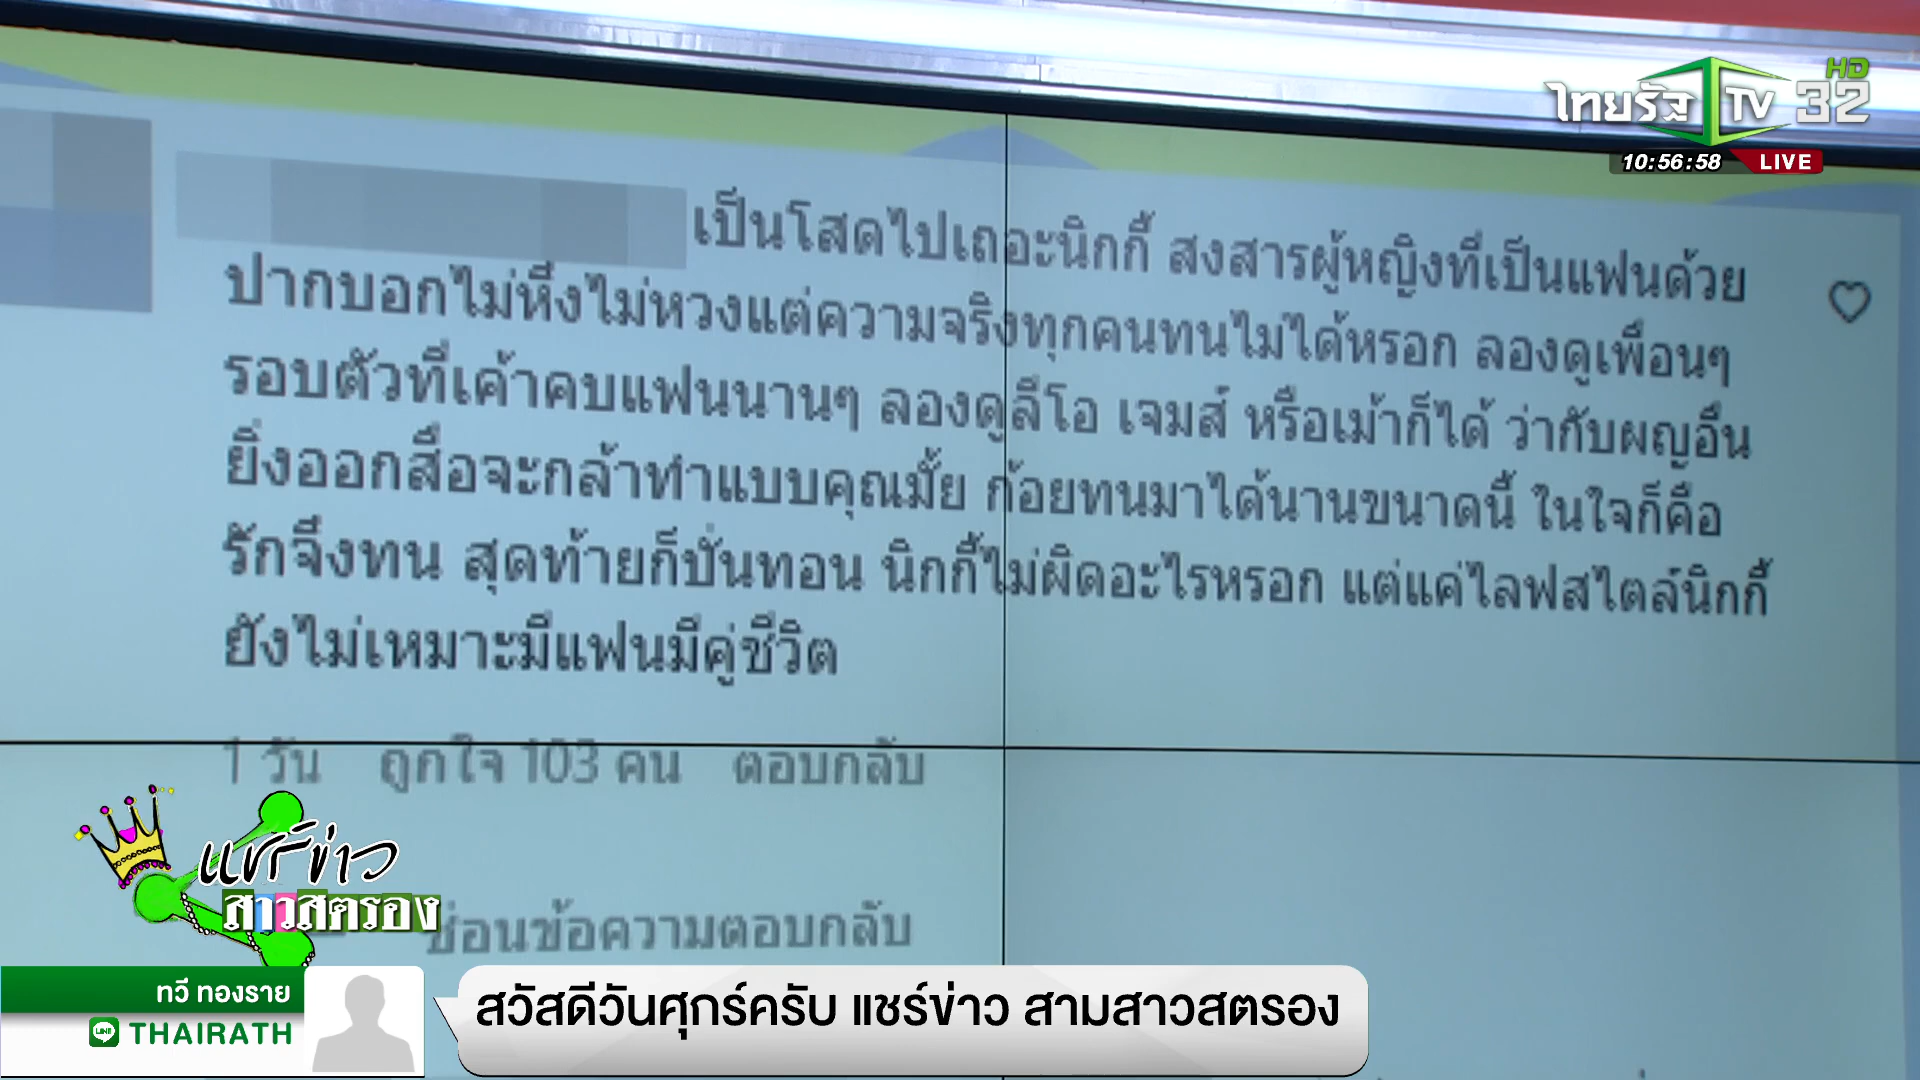 ไทยรัฐ TV HD 32
10:56:58 LIVE
เป็นโสดไปเถอะนิกกี้ สงสารผู้หญิงที่เป็นแฟนด้วย
ปากบอกไม่หึงไม่หวงแต่ความจริงทุกคนทนไม่ได้หรอก ลองดูเพื่อนๆ
รอบตัวที่เค้าคบแฟนนานๆ ลองดูลีโอ เจมส์ หรือเม้าก็ได้ ว่ากับผญอื่น
ยิ่งออกสื่อจะกล้าทำแบบคุณมั้ย ก้อยทนมาได้นานขนาดนี้ ในใจก็คือ
รักจึงทน สุดท้ายก็บั่นทอน นิกกี้ไม่ผิดอะไรหรอก แต่แค่ไลฟสไตล์นิกกี้
ยังไม่เหมาะมีแฟนมีคู่ชีวิต
1 วัน ถูกใจ 103 คน ตอบกลับ
ซ่อนข้อความตอบกลับ
แชร์ข่าว
สาวสตรอง
ทวี ทองราย
LINE THAIRATH
สวัสดีวันศุกร์ครับ แชร์ข่าว สามสาวสตรอง